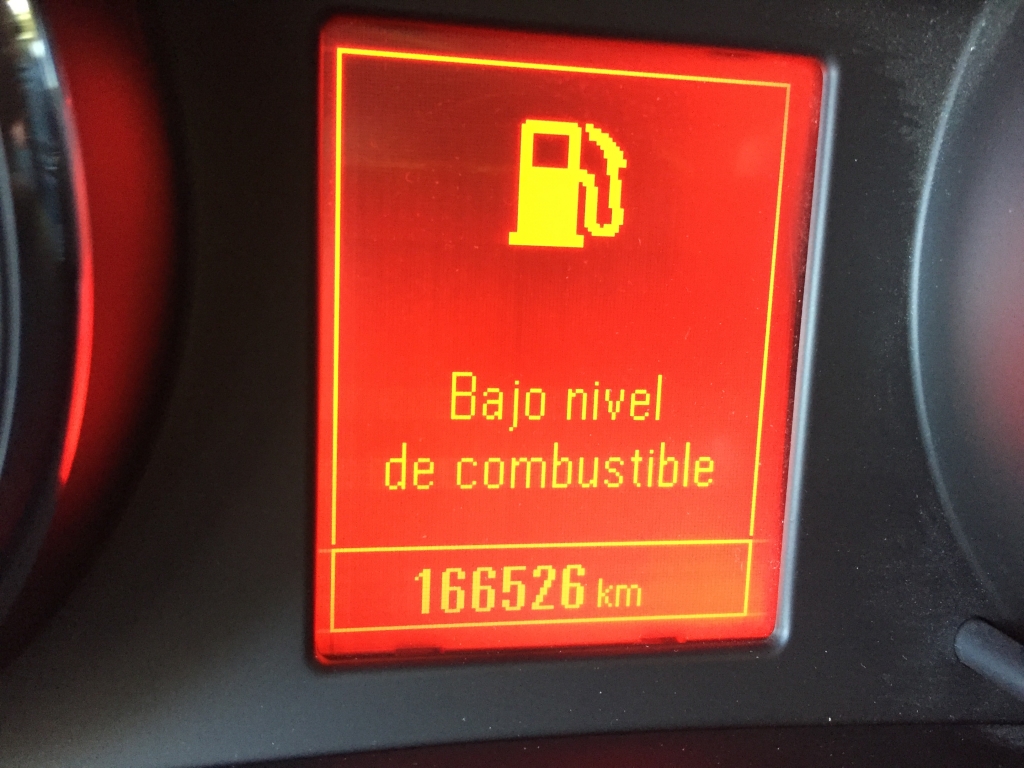 Bajo nivel
de combustible
166526 km